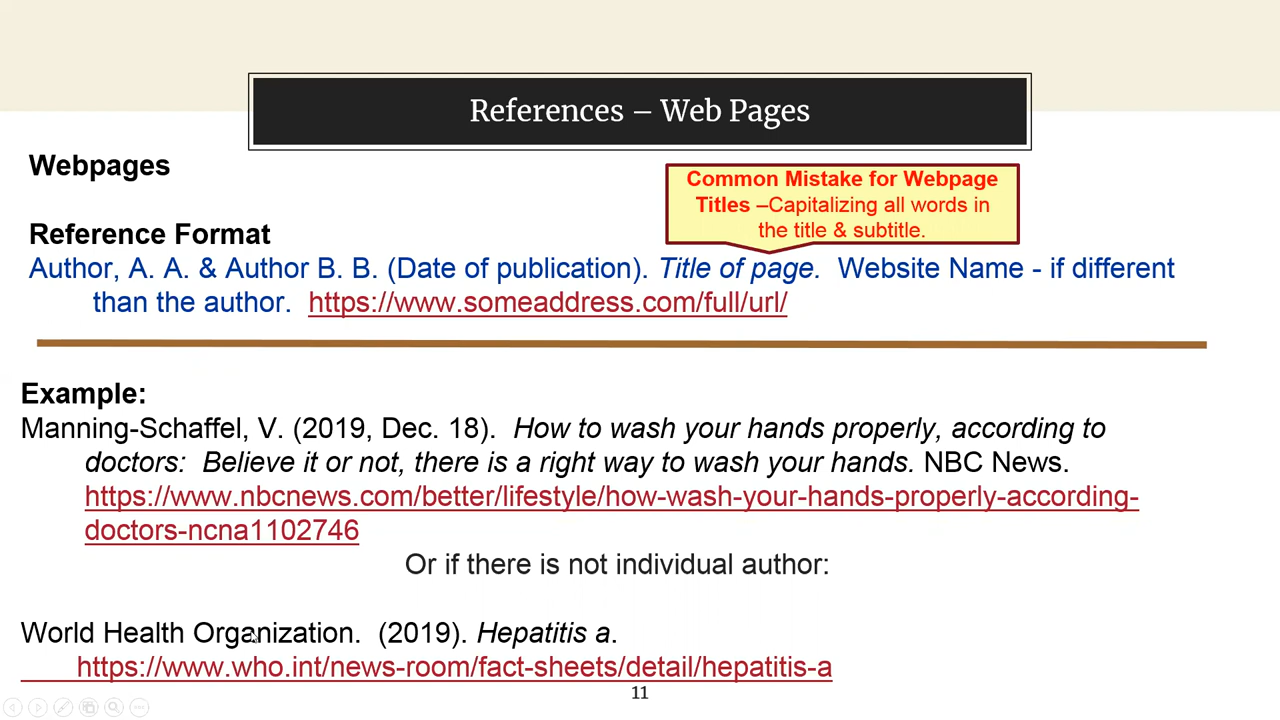 References – Web Pages
Webpages
Common Mistake for Webpage
Titles –Capitalizing all words in
the title & subtitle.
Reference Format
Author, A. A. & Author B. B. (Date of publication). Title of page. Website Name - if different
than the author. https://www.someaddress.com/full/url/
Example:
Manning-Schaffel, V. (2019, Dec. 18). How to wash your hands properly, according to
doctors: Believe it or not, there is a right way to wash your hands. NBC News.
https://www.nbcnews.com/better/lifestyle/how-wash-your-hands-properly-according-
doctors-ncna1102746
Or if there is not individual author:
World Health Organization. (2019). Hepatitis a.
https://www.who.int/news-room/fact-sheets/detail/hepatitis-a
11